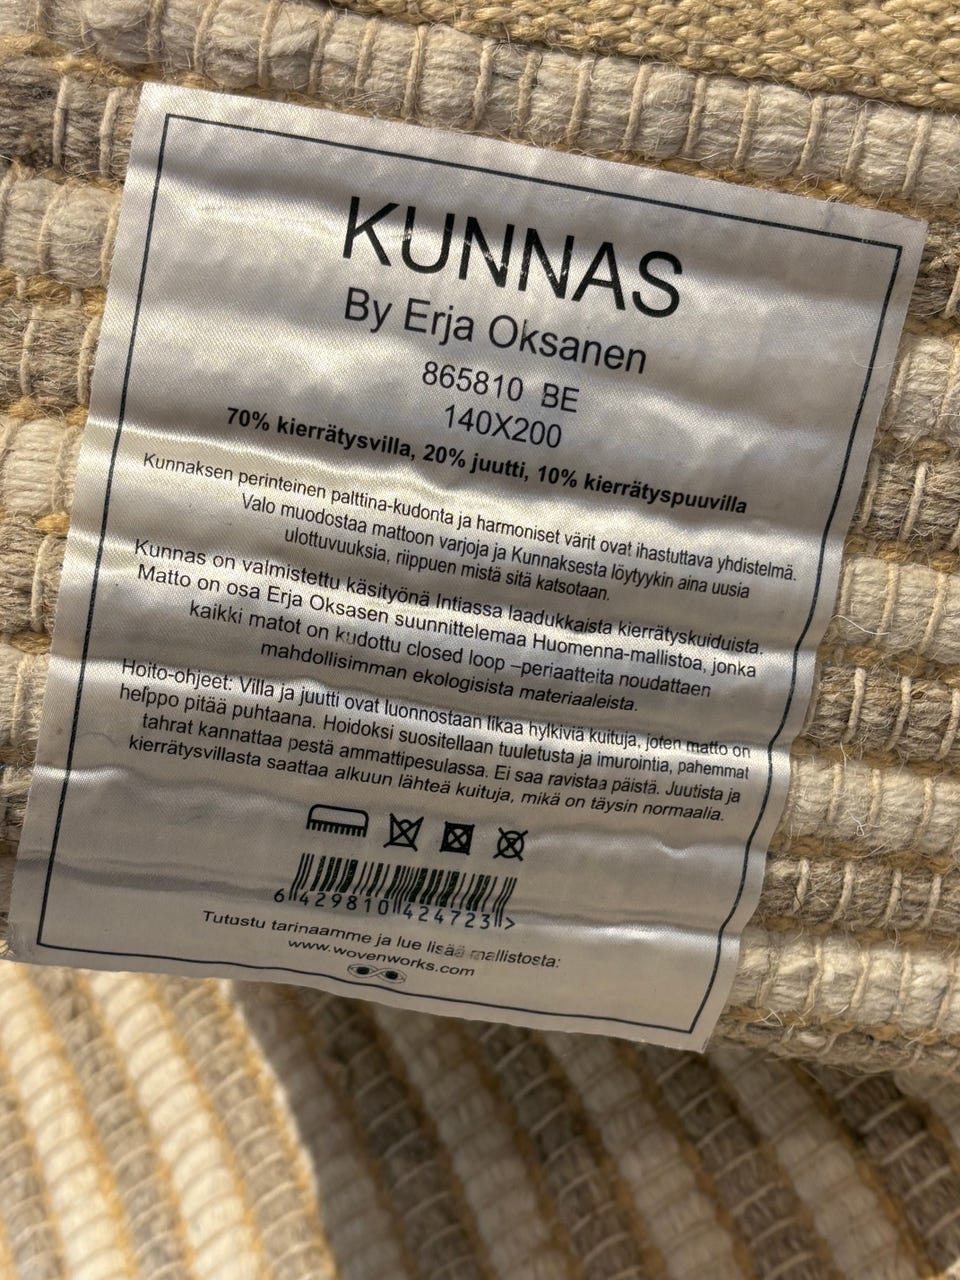 KUNNAS
By Erja Oksanen
865810 BE
140X200
70% kierrätysvilla, 20% juutti, 10% kierrätyspuuvilla
Kunnaksen perinteinen palttina-kudonta ja harmoniset värit ovat ihastuttava yhdistelmä.
Valo muodostaa mattoon varjoja ja Kunnaksesta löytyykin aina uusia
ulottuvuuksia, riippuen mistä sitä katsotaan.
Kunnas on valmistettu käsityönä Intiassa laadukkaista kierrätyskuiduista.
Matto on osa Erja Oksasen suunnittelemaa Huomenna-mallistoa, jonka
kaikki matot on kudottu closed loop –periaatteita noudattaen
mahdollisimman ekologisista materiaaleista.
Hoito-ohjeet: Villa ja juutti ovat luonnostaan likaa hylkiviä kuituja, joten matto on
helppo pitää puhtaana. Hoidoksi suositellaan tuuletusta ja imurointia, pahemmat
tahrat kannattaa pestä ammattipesulassa. Ei saa ravistaa päistä. Juutista ja
kierrätysvillasta saattaa alkuun lähteä kuituja, mikä on täysin normaalia.
6 429810 424723 >
Tutustu tarinaamme ja lue lisää mallistosta:
www.wovenworks.com